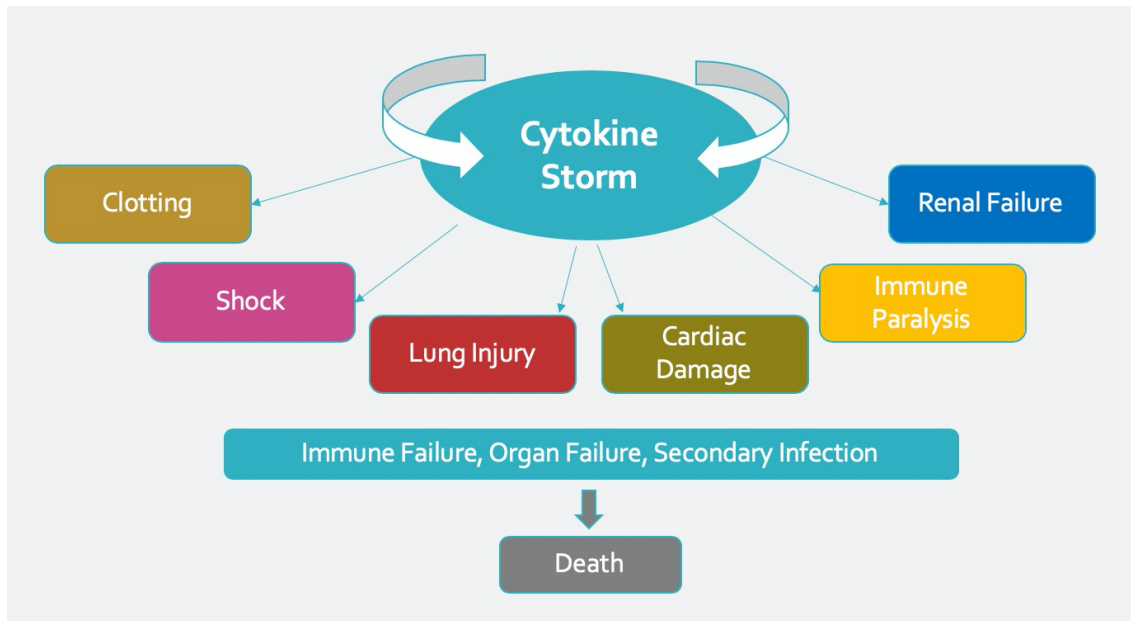 Cytokine
Storm
Clotting
Renal Failure
Shock
Immune
Paralysis
Lung Injury
Cardiac
Damage
Immune Failure, Organ Failure, Secondary Infection
Death